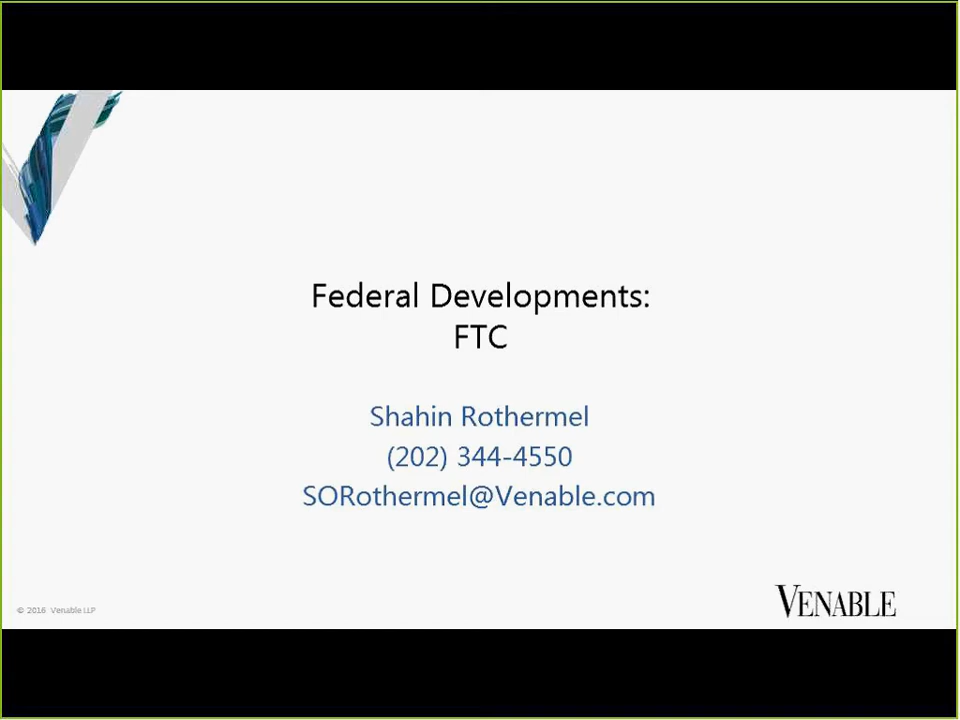 Federal Developments:
FTC
Shahin Rothermel
(202) 344-4550
SORothermel@Venable.com
© 2016 Venable LLP
VENABLE